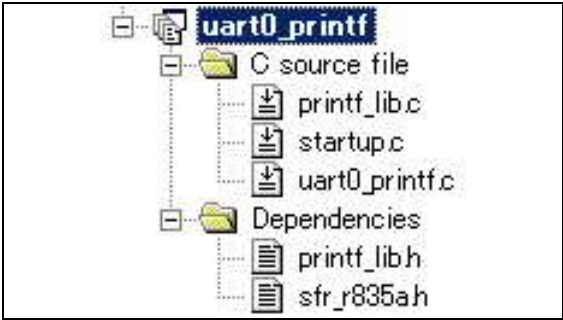 uart0_printf
C source file
printf_lib.c
startup.c
uart0_printf.c
Dependencies
printf_lib.h
sfr_r835a.h